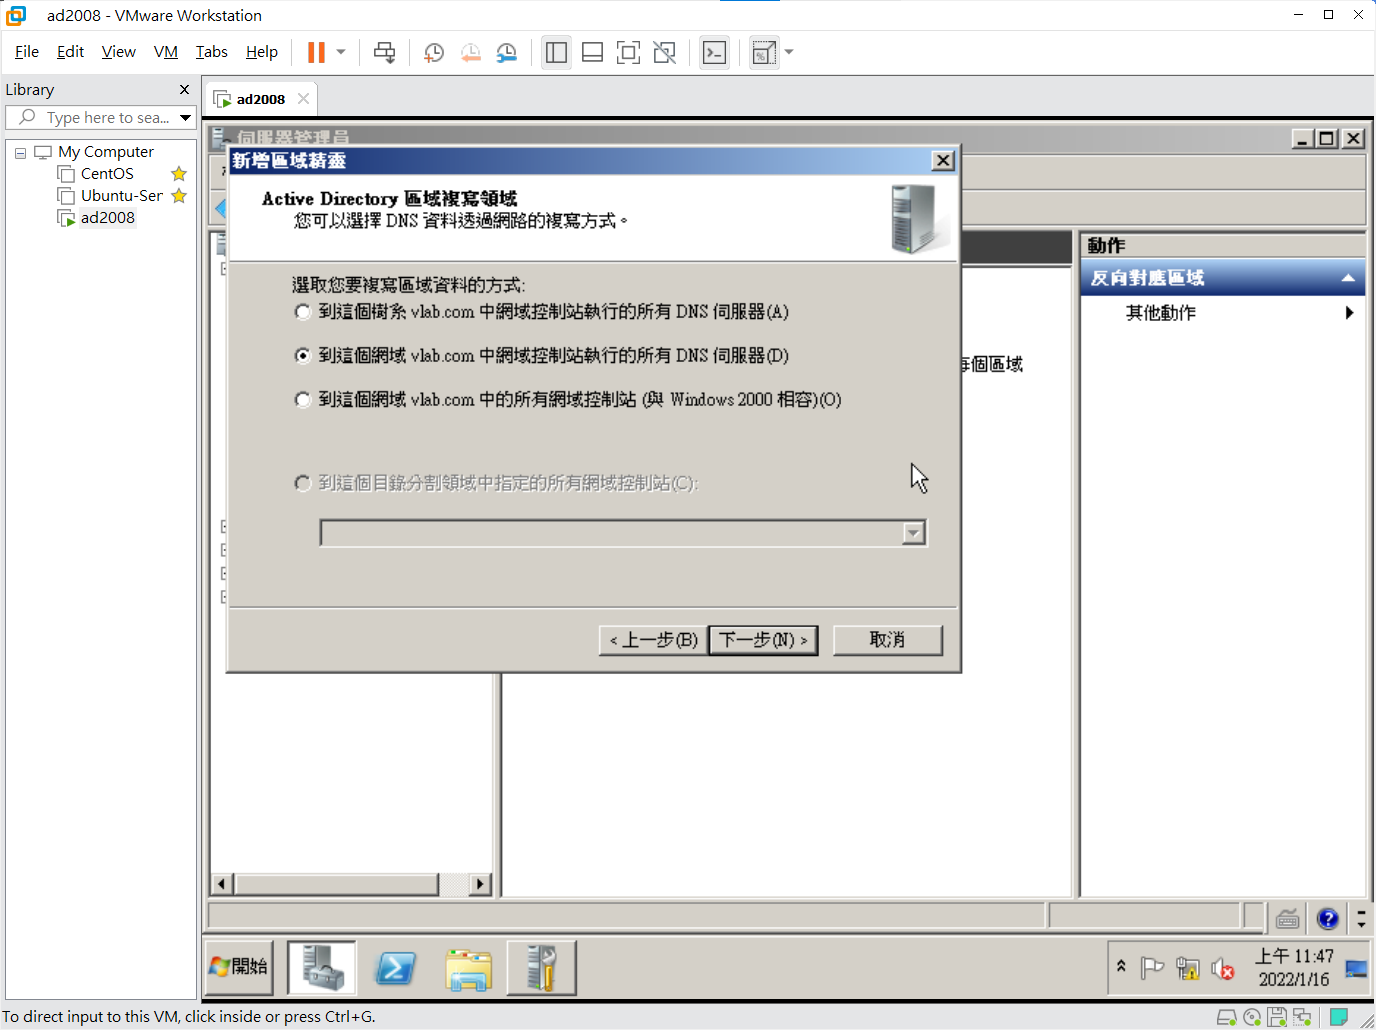 ad2008 - VMware Workstation
File Edit View VM Tabs Help
Library
Type here to sea...
My Computer
CentOS
Ubuntu-Ser
ad2008
ad2008
伺服器管理員
新增區域精靈
Active Directory 區域複寫領域
您可以選擇 DNS 資料透過網路的複寫方式。
選取您要複寫區域資料的方式:
到這個樹系 vlab.com 中網域控制站執行的所有 DNS 伺服器(A)
到這個網域 vlab.com 中網域控制站執行的所有 DNS 伺服器(D)
到這個網域 vlab.com 中的所有網域控制站 (與 Windows 2000 相容)(O)
到這個目錄分割領域中指定的所有網域控制站(C):
< 上一步(B) 下一步(N) > 取消
每個區域
動作
反向對應區域
其他動作
開始
上午 11:47
2022/1/16
To direct input to this VM, click inside or press Ctrl+G.